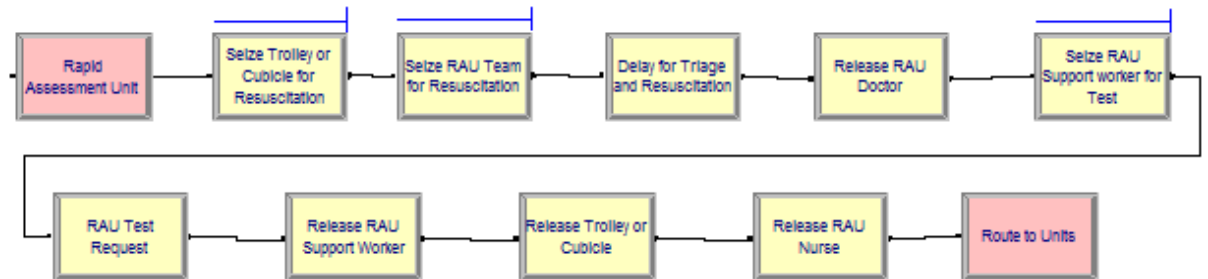 Rapid
Assessment Unit
Seize Trolley or
Cubicle for
Resuscitation
Seize RAU Team
for Resuscitation
Delay for Triage
and Resuscitation
Release RAU
Doctor
Seize RAU
Support worker for
Test
RAU Test
Request
Release RAU
Support Worker
Release Trolley or
Cubicle
Release RAU
Nurse
Route to Units